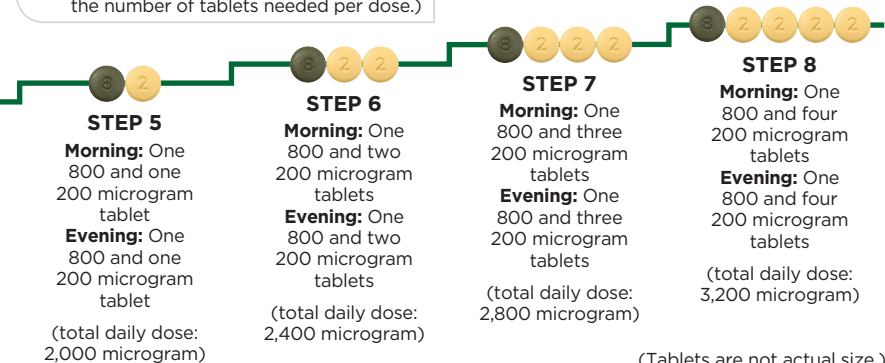 the number of tablets needed per dose.)
8 2
STEP 5
Morning: One
800 and one
200 microgram
tablet
Evening: One
800 and one
200 microgram
tablet
(total daily dose:
2,000 microgram)
8 2 2
STEP 6
Morning: One
800 and two
200 microgram
tablets
Evening: One
800 and two
200 microgram
tablets
(total daily dose:
2,400 microgram)
8 2 2 2
STEP 7
Morning: One
800 and three
200 microgram
tablets
Evening: One
800 and three
200 microgram
tablets
(total daily dose:
2,800 microgram)
8 2 2 2 2
STEP 8
Morning: One
800 and four
200 microgram
tablets
Evening: One
800 and four
200 microgram
tablets
(total daily dose:
3,200 microgram)
(Tablets are not actual size.)